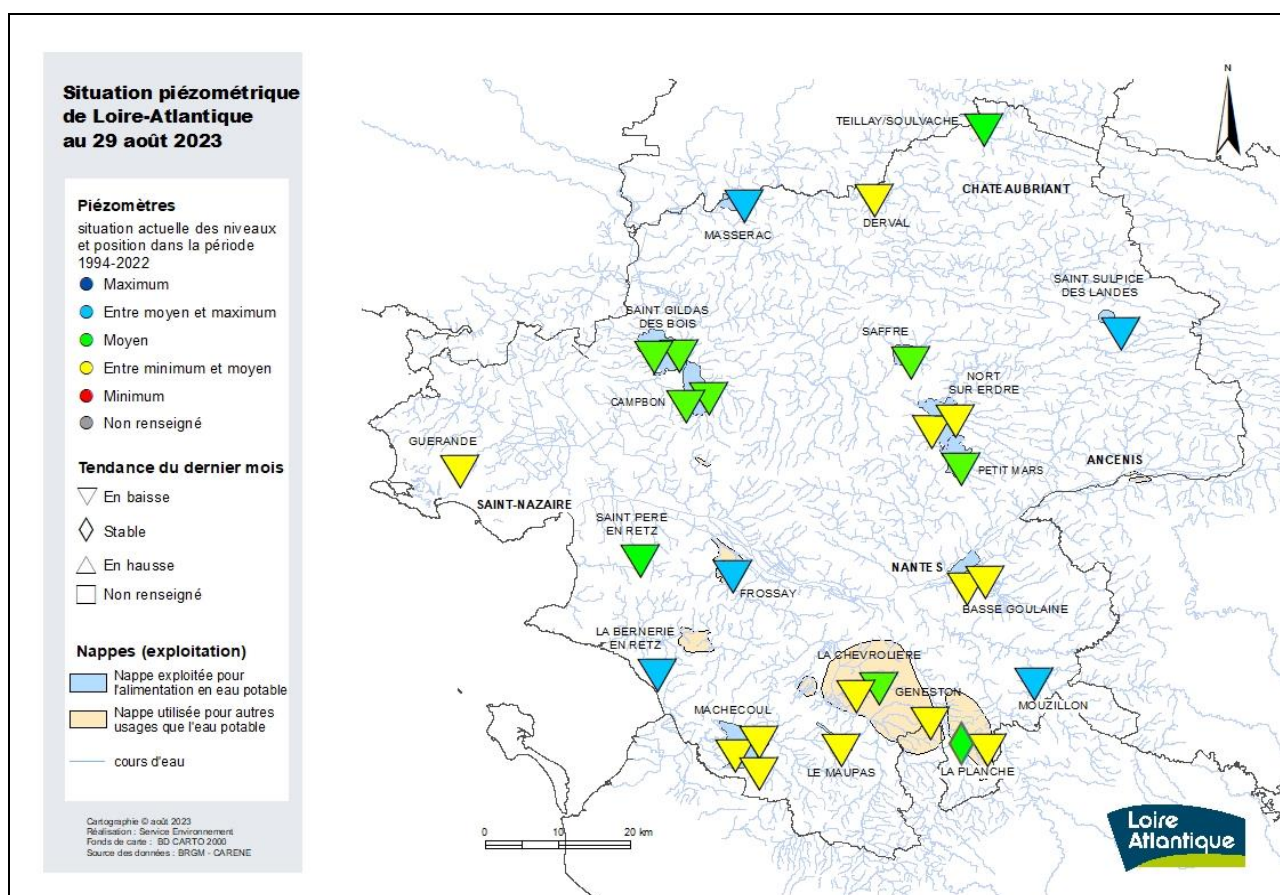 Situation piézométrique
de Loire-Atlantique
au 29 août 2023
Piézomètres
situation actuelle des niveaux
et position dans la période
1994-2022
Maximum
Entre moyen et maximum
Moyen
Entre minimum et moyen
Minimum
Non renseigné
Tendance du dernier mois
En baisse
Stable
En hausse
Non renseigné
Nappes (exploitation)
Nappe exploitée pour
l'alimentation en eau potable
Nappe utilisée pour autres
usages que l'eau potable
cours d'eau
Cartographie © août 2023
Réalisation : Service Environnement
Fonds de carte : BD CARTO 2000
Source des données : BRGM - CARENE
N
TEILLAY/SOULVACHE
CHATEAUBRIANT
MASSERAC
DERVAL
SAINT SULPICE
DES LANDES
SAINT GILDAS
DES BOIS
SAFFRE
NORT
SUR ERDRE
CAMPBON
GUERANDE
PETIT MARS
ANCENIS
SAINT-NAZAIRE
SAINT PERE
EN RETZ
FROSSAY
NANTES
BASSE GOULAINE
LA BERNERIE
EN RETZ
LA CHEVROLIERE
GENESTON
MOUZILLON
MACHECOUL
LE MAUPAS
LA PLANCHE
0 10 20 km
Loire
Atlantique